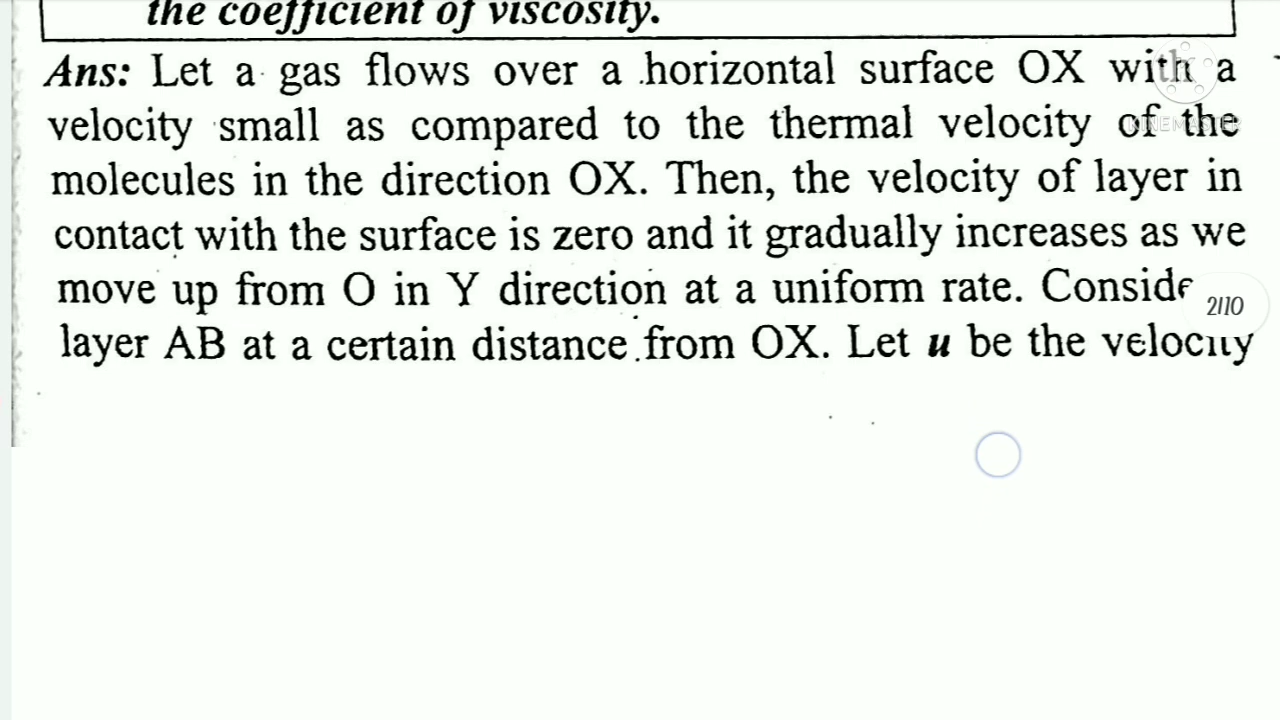 the coefficient of viscosity.
Ans: Let a gas flows over a horizontal surface OX with a
KINEMASTER
velocity small as compared to the thermal velocity of the
molecules in the direction OX. Then, the velocity of layer in
contact with the surface is zero and it gradually increases as we
move up from O in Y direction at a uniform rate. Conside
2/10
layer AB at a certain distance from OX. Let u be the velocity